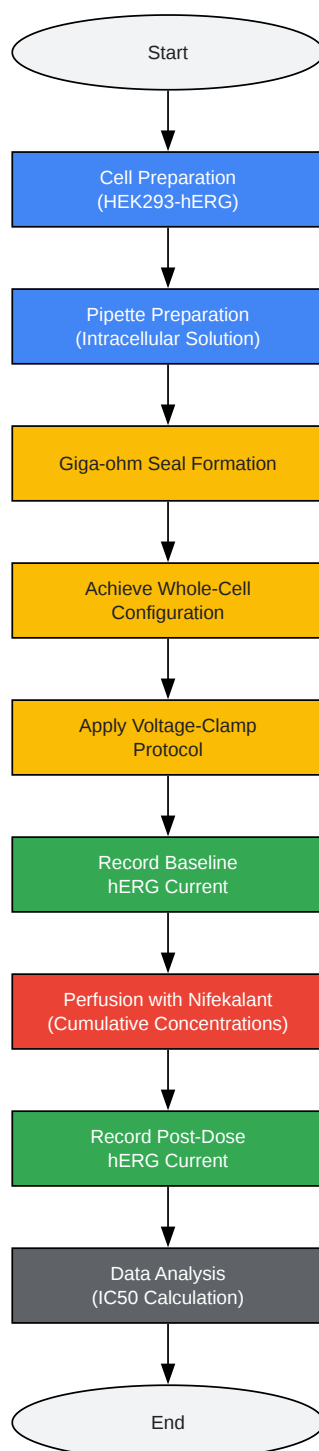 Start
Cell Preparation
(HEK293-hERG)
Pipette Preparation
(Intracellular Solution)
Giga-ohm Seal Formation
Achieve Whole-Cell
Configuration
Apply Voltage-Clamp
Protocol
Record Baseline
hERG Current
Perfusion with Nifekalant
(Cumulative Concentrations)
Record Post-Dose
hERG Current
Data Analysis
(IC50 Calculation)
End